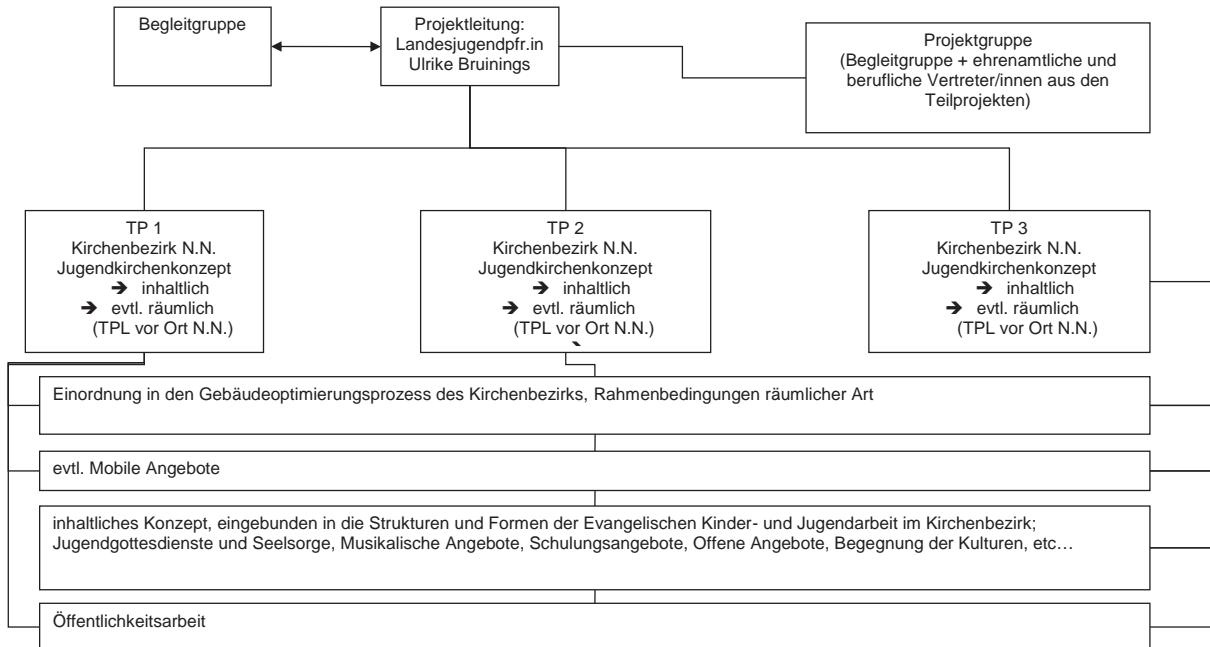 Begleitgruppe
Projektleitung:
Landesjugendpfr.in
Ulrike Bruinings
Projektgruppe
(Begleitgruppe + ehrenamtliche und
berufliche Vertreter/innen aus den
Teilprojekten)
TP 1
Kirchenbezirk N.N.
Jugendkirchenkonzept
➔ inhaltlich
➔ evtl. räumlich
(TPL vor Ort N.N.)
TP 2
Kirchenbezirk N.N.
Jugendkirchenkonzept
➔ inhaltlich
➔ evtl. räumlich
(TPL vor Ort N.N.)
TP 3
Kirchenbezirk N.N.
Jugendkirchenkonzept
➔ inhaltlich
➔ evtl. räumlich
(TPL vor Ort N.N.)
Einordnung in den Gebäudeoptimierungsprozess des Kirchenbezirks, Rahmenbedingungen räumlicher Art
evtl. Mobile Angebote
inhaltliches Konzept, eingebunden in die Strukturen und Formen der Evangelischen Kinder- und Jugendarbeit im Kirchenbezirk;
Jugendgottesdienste und Seelsorge, Musikalische Angebote, Schulungsangebote, Offene Angebote, Begegnung der Kulturen, etc…
Öffentlichkeitsarbeit